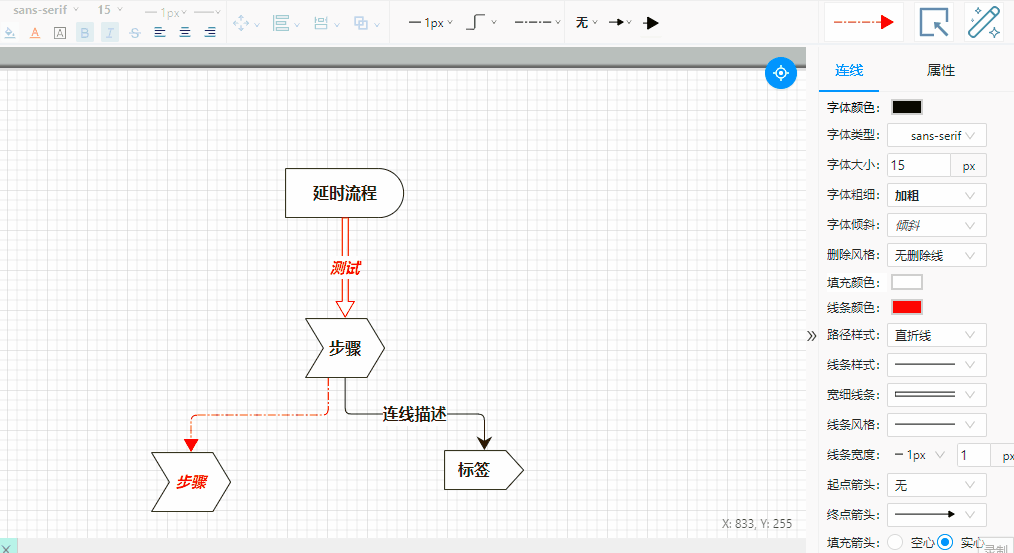 sans-serif 15 1px
A A B I S 1px 无
连线 属性
字体颜色:
字体类型: sans-serif
字体大小: 15 px
字体粗细: 加粗
字体倾斜: 倾斜
删除风格: 无删除线
填充颜色:
线条颜色:
路径样式: 直折线
线条样式:
宽细线条:
线条风格:
线条宽度: 1px 1 px
起点箭头: 无
终点箭头:
填充箭头: 空心 实心
录制
延时流程
测试
步骤
连线描述
步骤
标签
X: 833, Y: 255